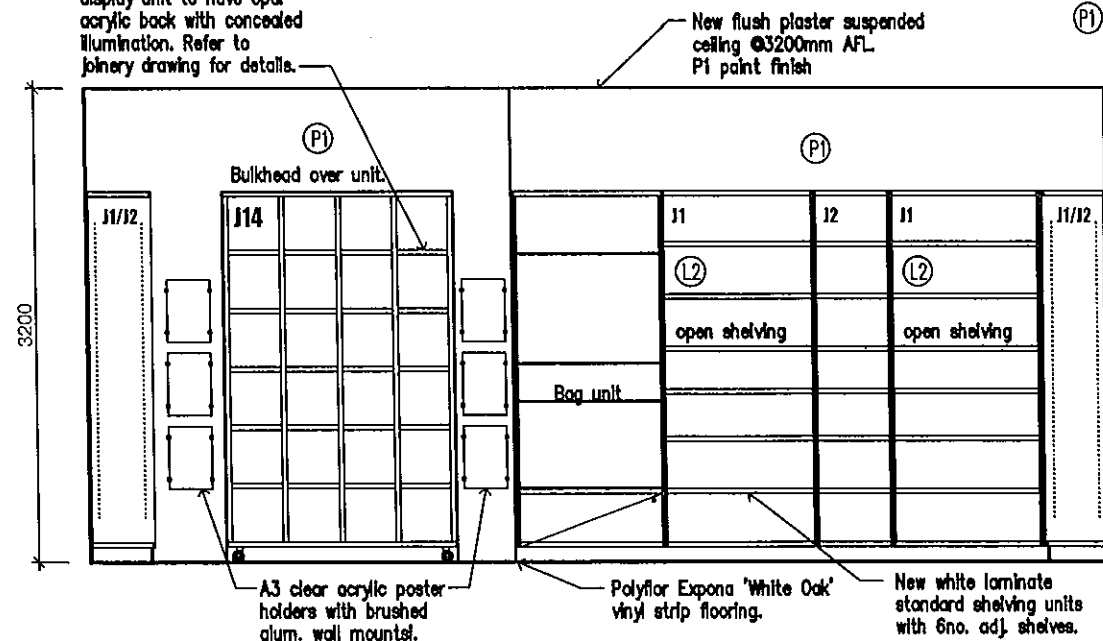 display unit to have opal
acrylic back with concealed
illumination. Refer to
joinery drawing for details.
New flush plaster suspended
ceiling @3200mm AFL.
P1 paint finish
P1
P1
Bulkhead over unit.
P1
J1/J2
J14
J1
J2
J1
J1/J2
L2
L2
3200
open shelving
open shelving
Bag unit
A3 clear acrylic poster
holders with brushed
alum. wall mounts!.
Polyflor Expona 'White Oak'
vinyl strip flooring.
New white laminate
standard shelving units
with 6no. adj. shelves.